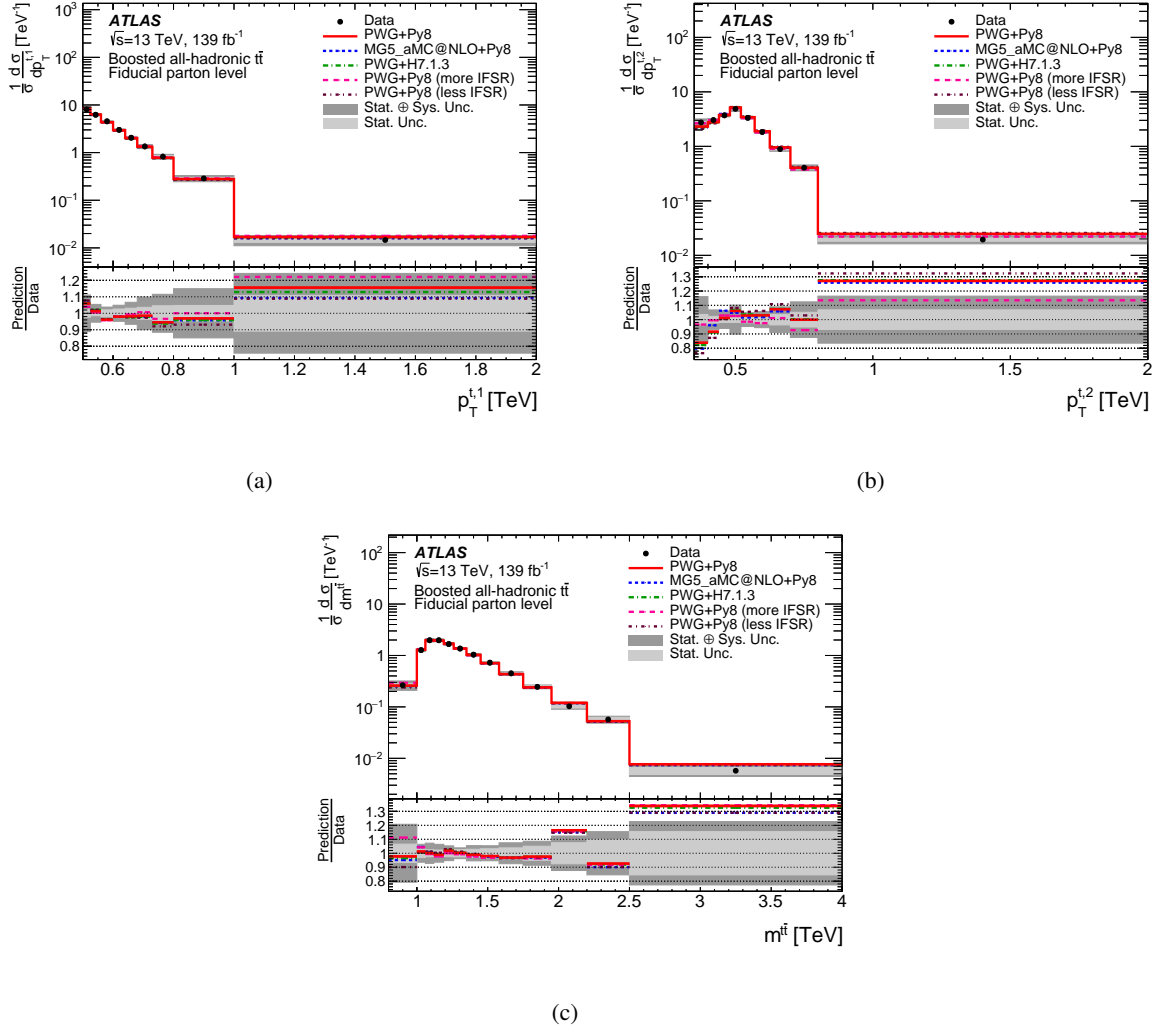 ATLAS
√s=13 TeV, 139 fb⁻¹
Boosted all-hadronic tt̄
Fiducial parton level
Data
PWG+Py8
MG5_aMC@NLO+Py8
PWG+H7.1.3
PWG+Py8 (more IFSR)
PWG+Py8 (less IFSR)
Stat. ⊕ Sys. Unc.
Stat. Unc.
1/σ dσ/dp_T^{t,1} [TeV⁻¹]
10³
10²
10
1
10⁻¹
10⁻²
Prediction
Data
1.2
1.1
1
0.9
0.8
0.6 0.8 1 1.2 1.4 1.6 1.8 2
p_T^{t,1} [TeV]
(a)
ATLAS
√s=13 TeV, 139 fb⁻¹
Boosted all-hadronic tt̄
Fiducial parton level
Data
PWG+Py8
MG5_aMC@NLO+Py8
PWG+H7.1.3
PWG+Py8 (more IFSR)
PWG+Py8 (less IFSR)
Stat. ⊕ Sys. Unc.
Stat. Unc.
1/σ dσ/dp_T^{t,2} [TeV⁻¹]
10²
10
1
10⁻¹
10⁻²
Prediction
Data
1.3
1.2
1.1
1
0.9
0.8
0.5 1 1.5 2
p_T^{t,2} [TeV]
(b)
ATLAS
√s=13 TeV, 139 fb⁻¹
Boosted all-hadronic tt̄
Fiducial parton level
Data
PWG+Py8
MG5_aMC@NLO+Py8
PWG+H7.1.3
PWG+Py8 (more IFSR)
PWG+Py8 (less IFSR)
Stat. ⊕ Sys. Unc.
Stat. Unc.
1/σ dσ/dm^{tt̄} [TeV⁻¹]
10²
10
1
10⁻¹
10⁻²
Prediction
Data
1.3
1.2
1.1
1
0.9
0.8
1 1.5 2 2.5 3 3.5 4
m^{tt̄} [TeV]
(c)